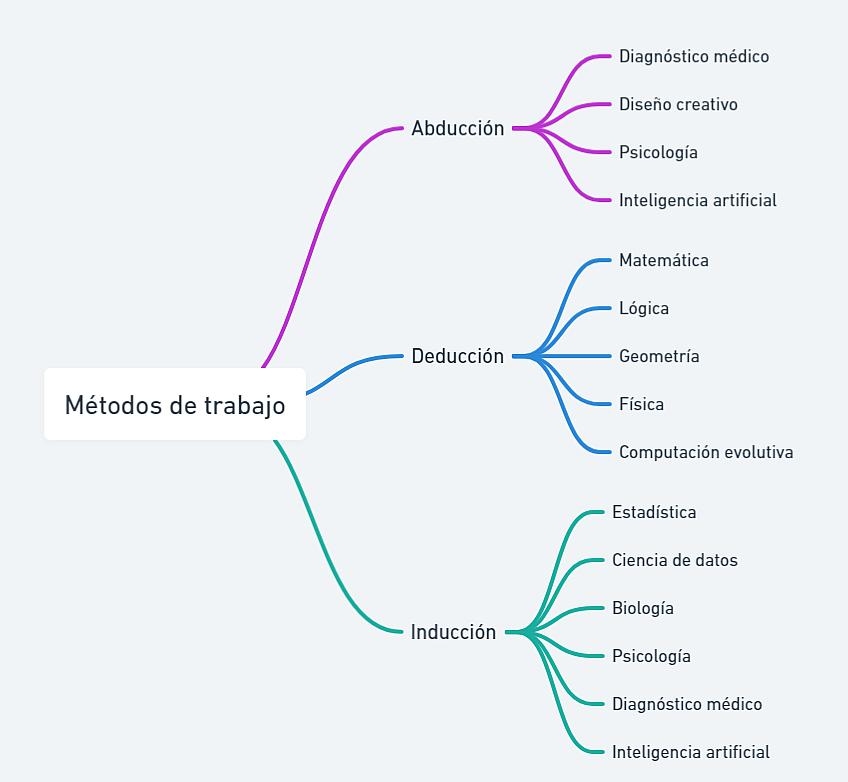 Métodos de trabajo
Abducción
Diagnóstico médico
Diseño creativo
Psicología
Inteligencia artificial
Deducción
Matemática
Lógica
Geometría
Física
Computación evolutiva
Inducción
Estadística
Ciencia de datos
Biología
Psicología
Diagnóstico médico
Inteligencia artificial